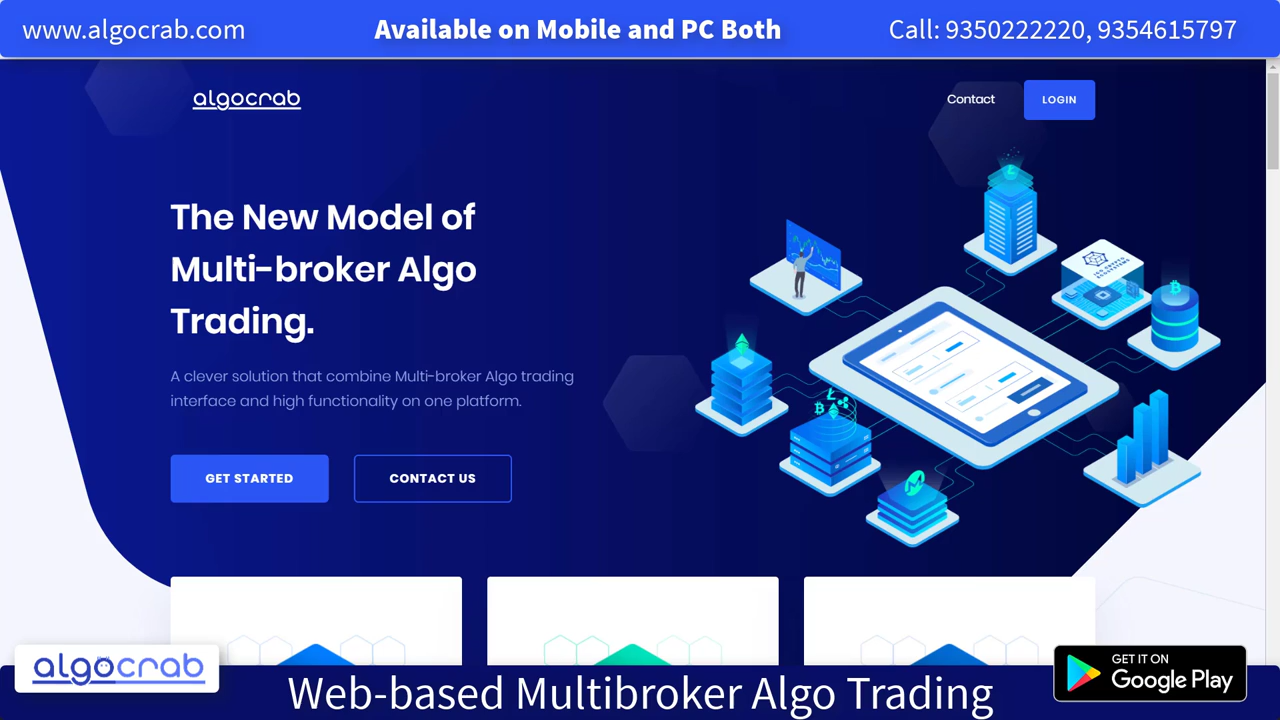 www.algocrab.com
Available on Mobile and PC Both
Call: 9350222220, 9354615797
algocrab
Contact
LOGIN
The New Model of
Multi-broker Algo
Trading.
A clever solution that combine Multi-broker Algo trading
interface and high functionality on one platform.
GET STARTED
CONTACT US
algocrab
Web-based Multibroker Algo Trading
GET IT ON
Google Play